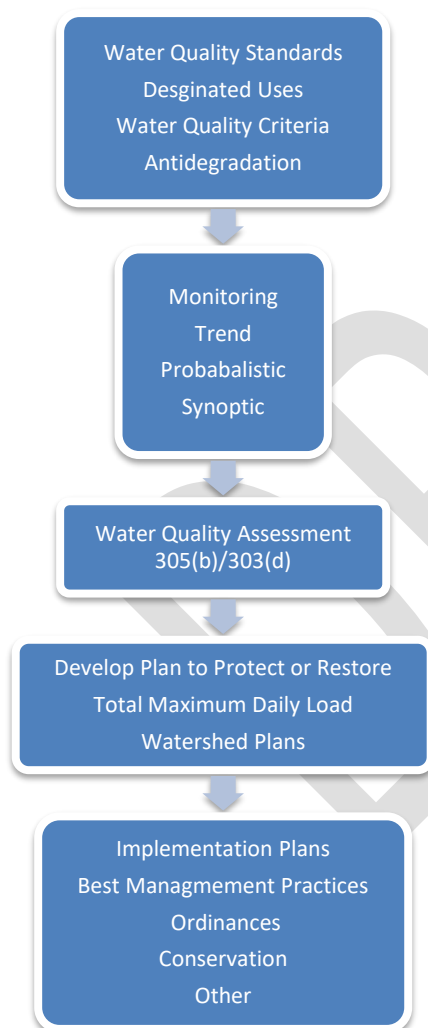 Water Quality Standards
Desginated Uses
Water Quality Criteria
Antidegradation
Monitoring
Trend
Probabalistic
Synoptic
Water Quality Assessment
305(b)/303(d)
Develop Plan to Protect or Restore
Total Maximum Daily Load
Watershed Plans
Implementation Plans
Best Managmement Practices
Ordinances
Conservation
Other